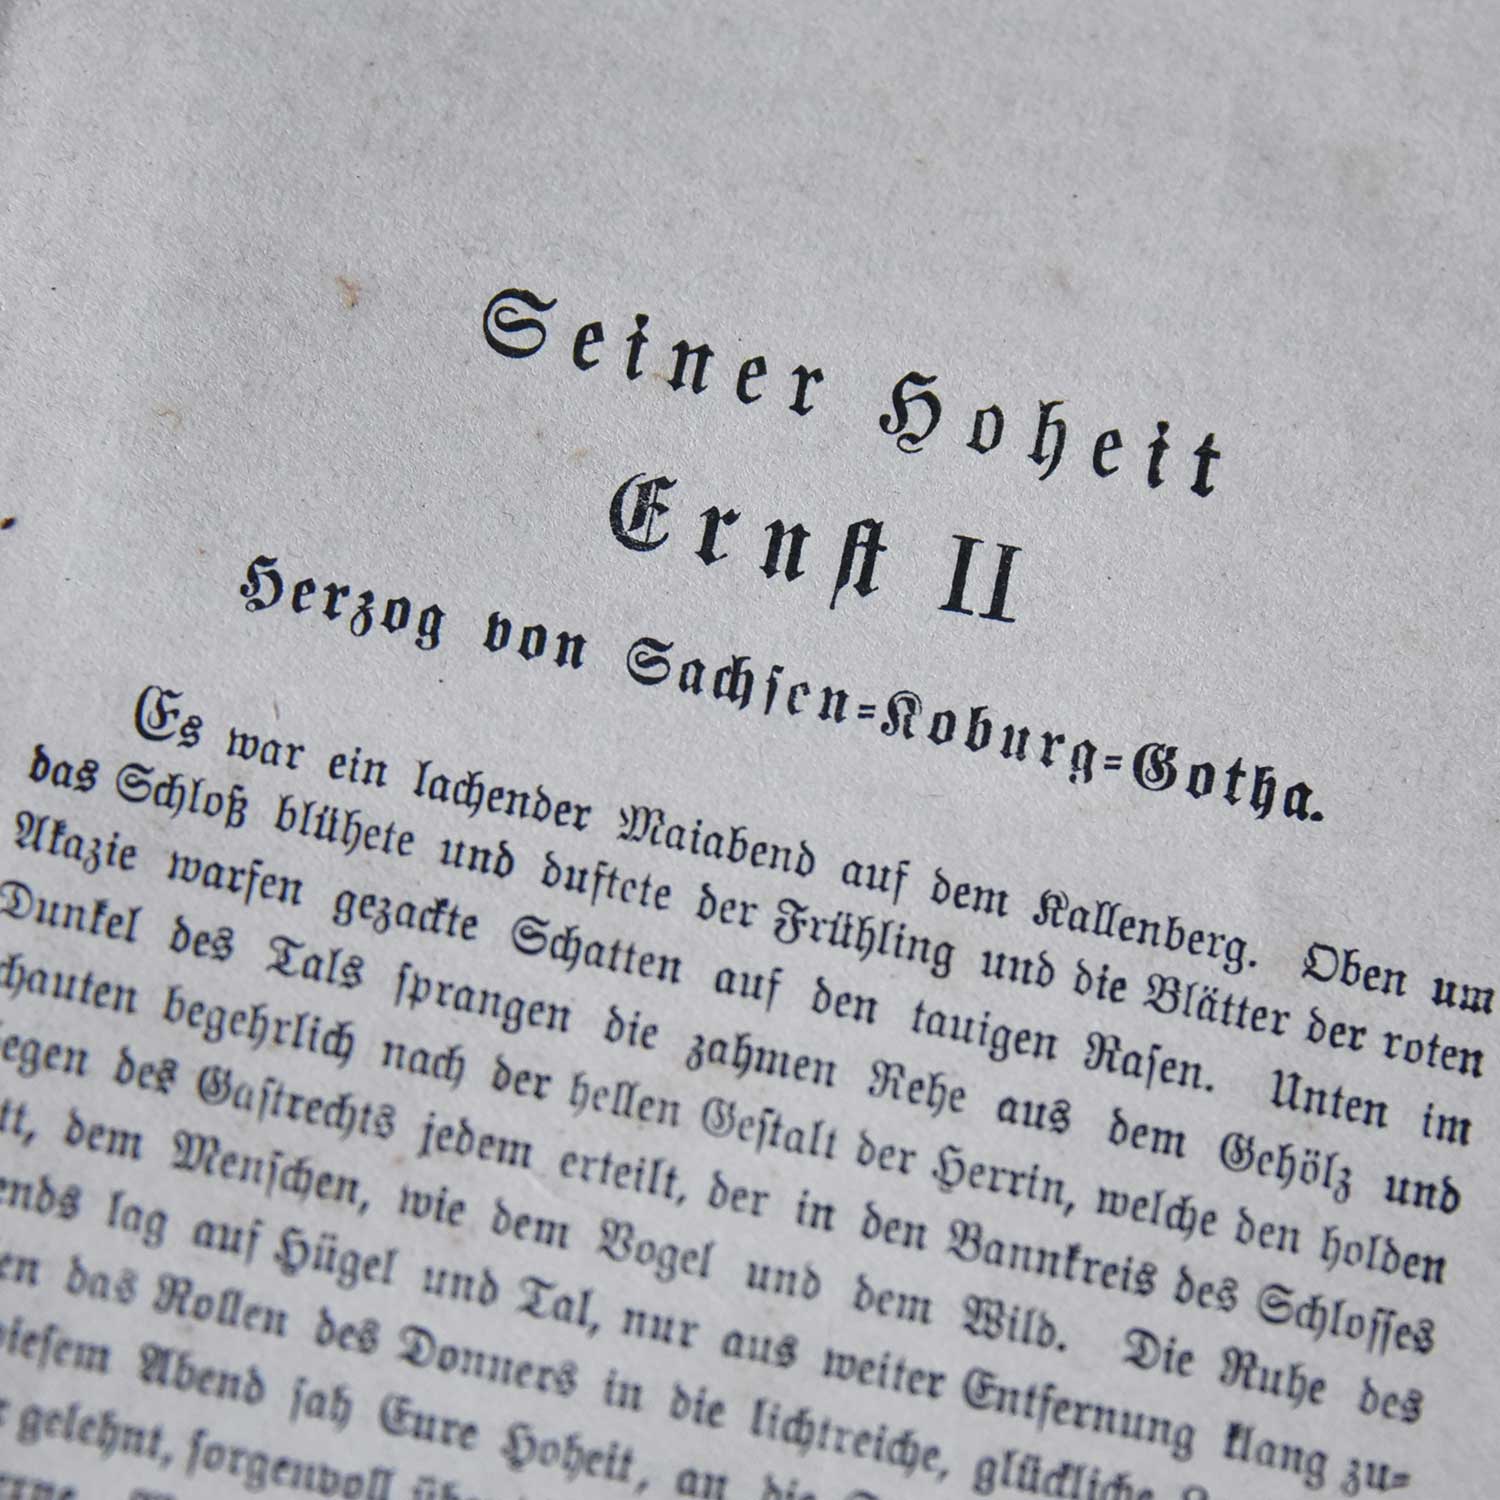 Seiner Hoheit
Ernst II
Herzog von Sachsen-Koburg-Gotha.
Es war ein lachender Maiabend auf dem Kallenberg. Oben um
das Schloß blühete und duftete der Frühling und die Blätter der roten
Akazie warfen gezackte Schatten auf den tauigen Rasen. Unten im
Dunkel des Tals sprangen die zahmen Rehe aus dem Gehölz und
chauten begehrlich nach der hellen Gestalt der Herrin, welche den holden
egen des Gastrechts jedem erteilt, der in den Bannkreis des Schlosses
tt, dem Menschen, wie dem Vogel und dem Wild. Die Ruhe des
ends lag auf Hügel und Tal, nur aus weiter Entfernung klang zu-
en das Rollen des Donners in die lichtreiche, glückliche
diesem Abend sah Eure Hoheit, an die
gelehnt, sorgenvoll